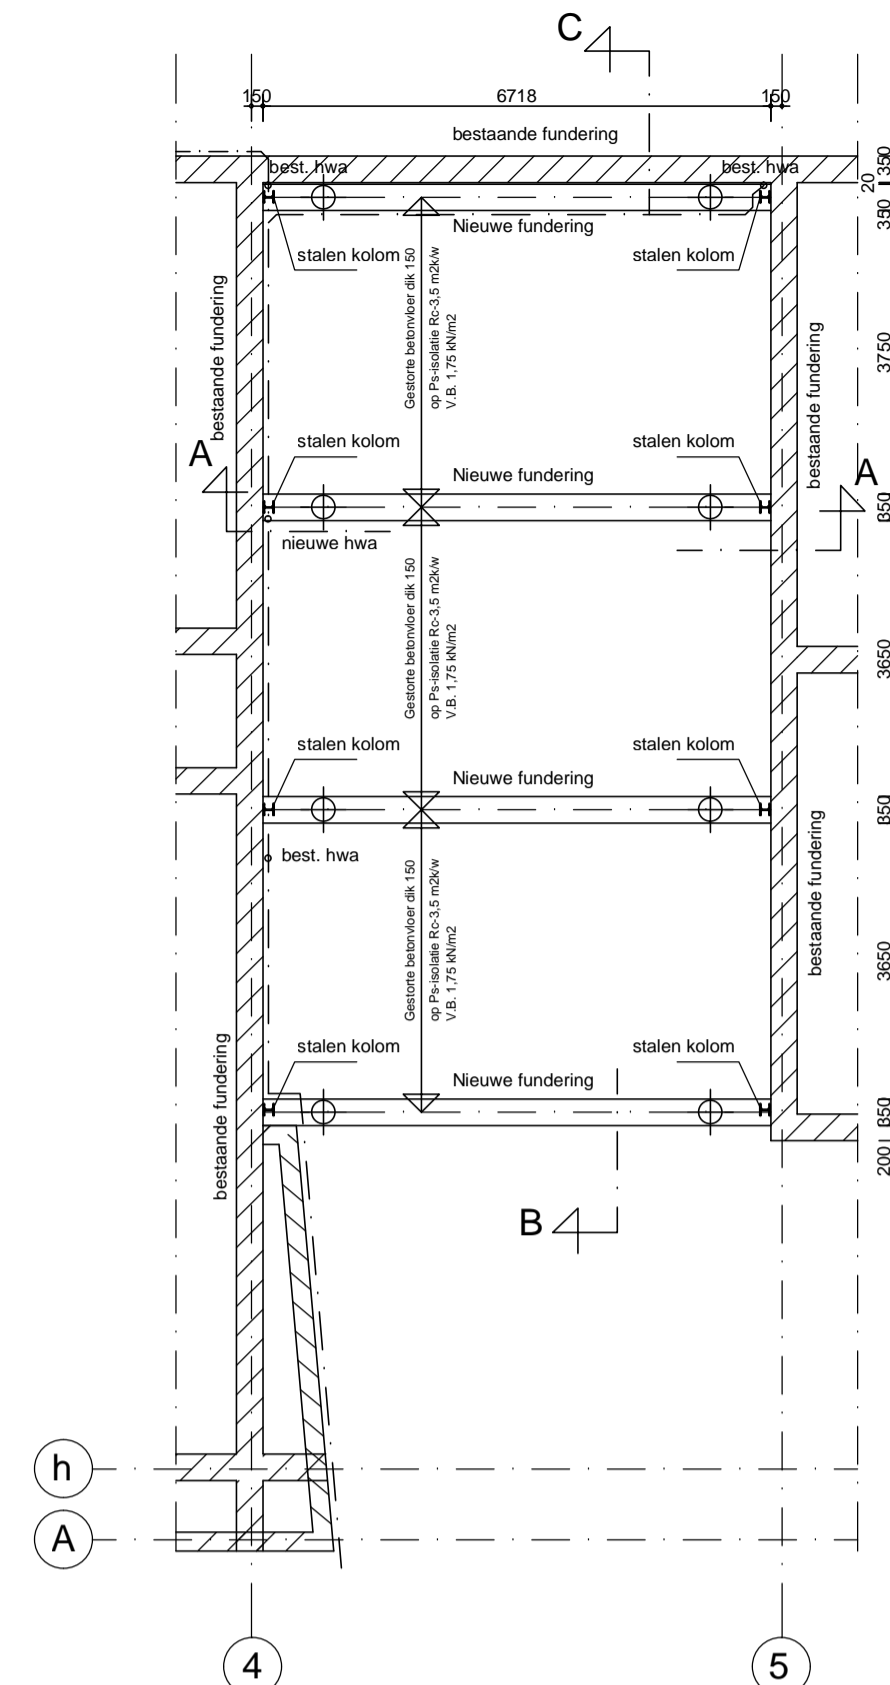 C
150
6718
150
bestaande fundering
best. hwa
best. hwa
350
20
350
Nieuwe fundering
stalen kolom
stalen kolom
Gestorte betonvloer dik 150
op Ps-isolatie Rc-3,5 m2k/w
V.B. 1,75 kN/m2
bestaande fundering
bestaande fundering
3750
A
stalen kolom
stalen kolom
A
Nieuwe fundering
350
nieuwe hwa
Gestorte betonvloer dik 150
op Ps-isolatie Rc-3,5 m2k/w
V.B. 1,75 kN/m2
3650
stalen kolom
stalen kolom
Nieuwe fundering
350
best. hwa
Gestorte betonvloer dik 150
op Ps-isolatie Rc-3,5 m2k/w
V.B. 1,75 kN/m2
bestaande fundering
3650
bestaande fundering
stalen kolom
stalen kolom
Nieuwe fundering
350
200
B
h
A
4
5